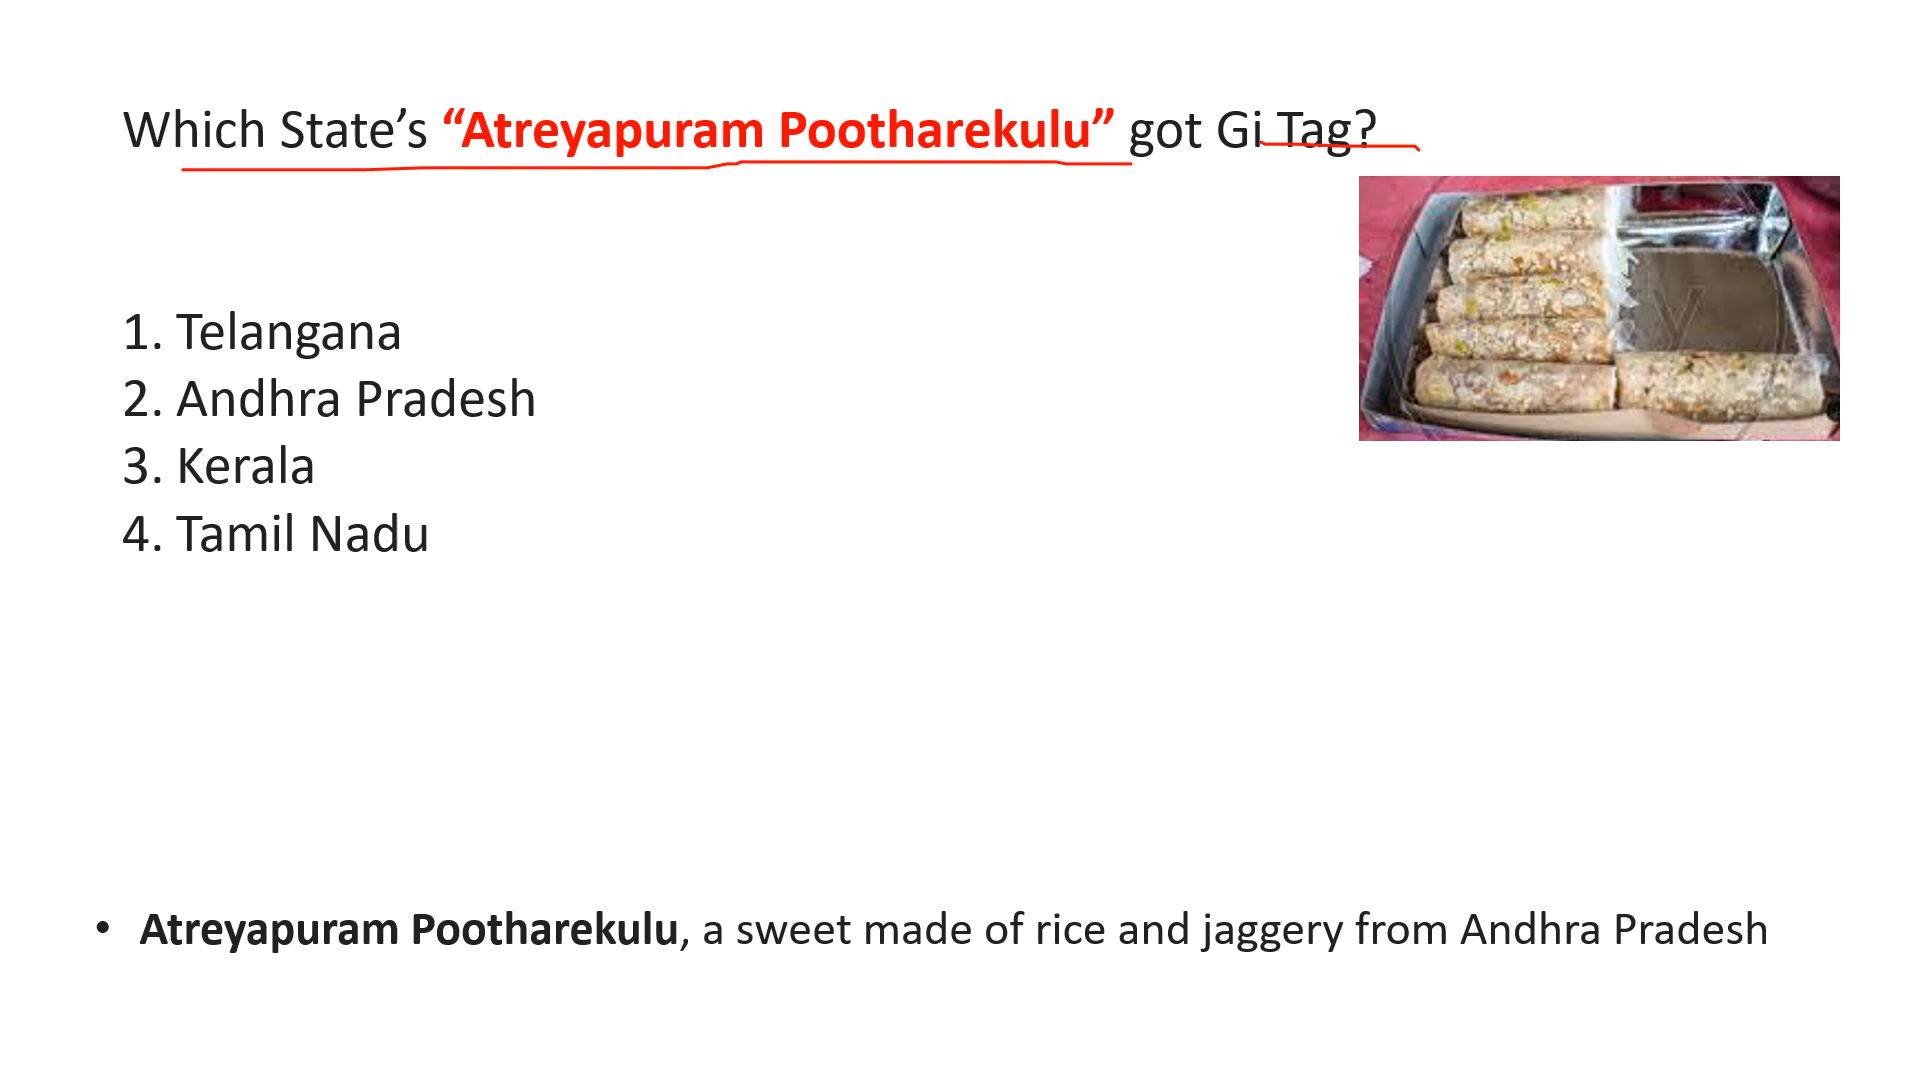 Which State’s “Atreyapuram Pootharekulu” got Gi Tag?
1. Telangana
2. Andhra Pradesh
3. Kerala
4. Tamil Nadu
• Atreyapuram Pootharekulu, a sweet made of rice and jaggery from Andhra Pradesh